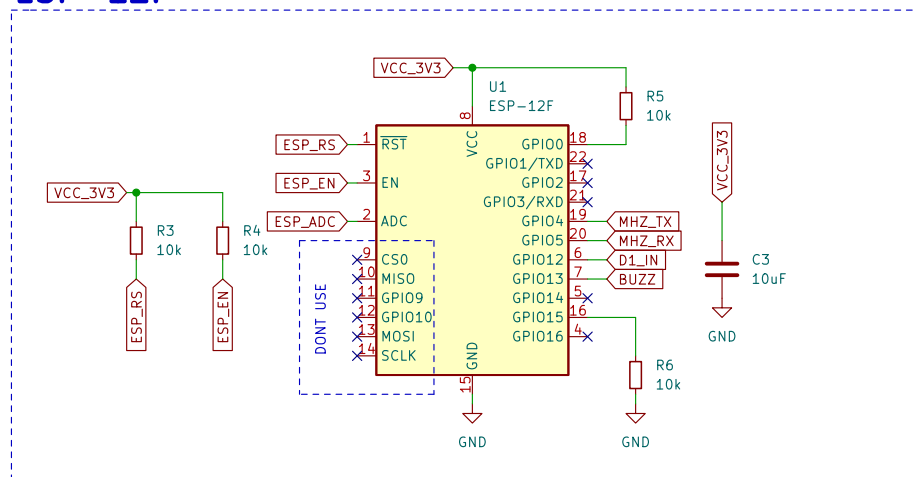 VCC_3V3
U1
ESP-12F
R5
10k
8
VCC
ESP_RS
1
RST
GPIO0
18
GPIO1/TXD
22
ESP_EN
3
EN
GPIO2
17
GPIO3/RXD
21
VCC_3V3
ESP_ADC
2
ADC
GPIO4
19
MHZ_TX
GPIO5
20
MHZ_RX
R3
10k
R4
10k
9
CS0
GPIO12
6
D1_IN
10
MISO
GPIO13
7
BUZZ
11
GPIO9
GPIO14
5
12
GPIO10
GPIO15
16
13
MOSI
GPIO16
4
14
SCLK
DONT USE
ESP_RS
ESP_EN
GND
15
GND
R6
10k
GND
VCC_3V3
C3
10uF
GND